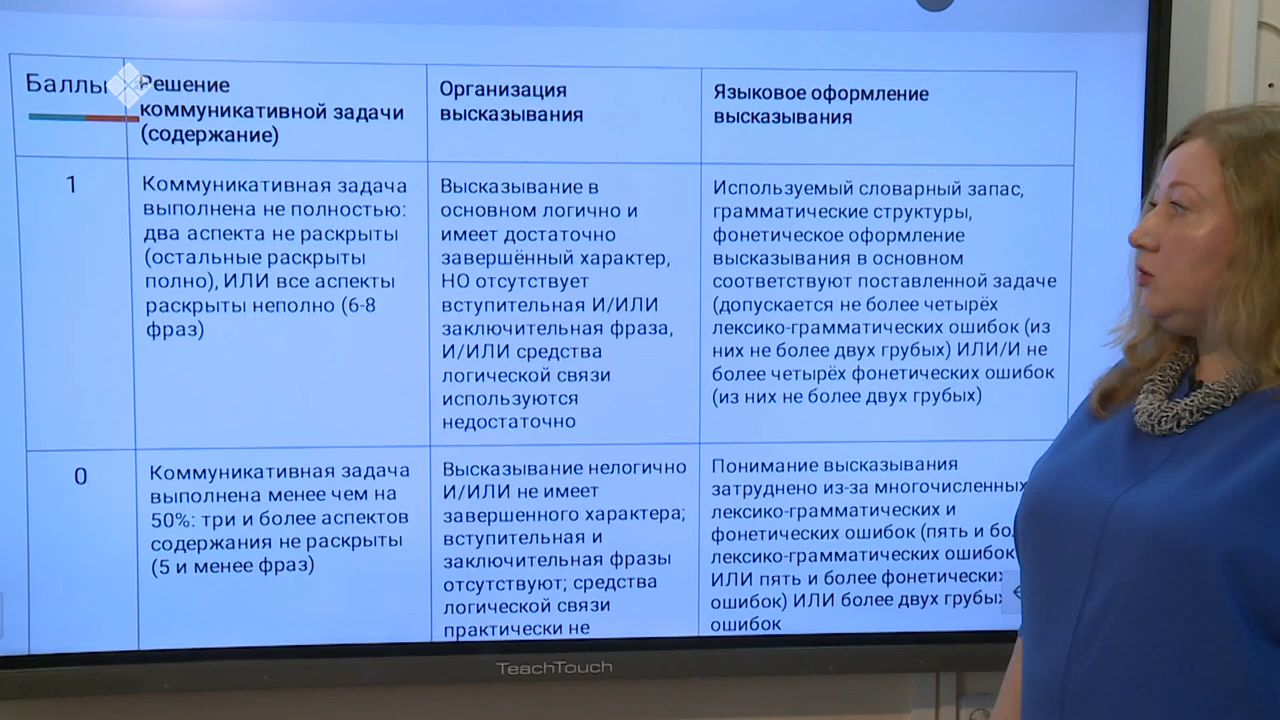 Баллы
Решение
коммуникативной задачи
(содержание)
Организация
высказывания
Языковое оформление
высказывания
1
Коммуникативная задача
выполнена не полностью:
два аспекта не раскрыты
(остальные раскрыты
полно), ИЛИ все аспекты
раскрыты неполно (6-8
фраз)
Высказывание в
основном логично и
имеет достаточно
завершённый характер,
НО отсутствует
вступительная И/ИЛИ
заключительная фраза,
И/ИЛИ средства
логической связи
используются
недостаточно
Используемый словарный запас,
грамматические структуры,
фонетическое оформление
высказывания в основном
соответствуют поставленной задаче
(допускается не более четырёх
лексико-грамматических ошибок (из
них не более двух грубых) ИЛИ/И не
более четырёх фонетических ошибок
(из них не более двух грубых)
0
Коммуникативная задача
выполнена менее чем на
50%: три и более аспектов
содержания не раскрыты
(5 и менее фраз)
Высказывание нелогично
И/ИЛИ не имеет
завершенного характера;
вступительная и
заключительная фразы
отсутствуют; средства
логической связи
практически не
Понимание высказывания
затруднено из-за многочисленных
лексико-грамматических и
фонетических ошибок (пять и
лексико-грамматических ошибок
ИЛИ пять и более фонетических
ошибок) ИЛИ более двух грубых
ошибок
TeachTouch